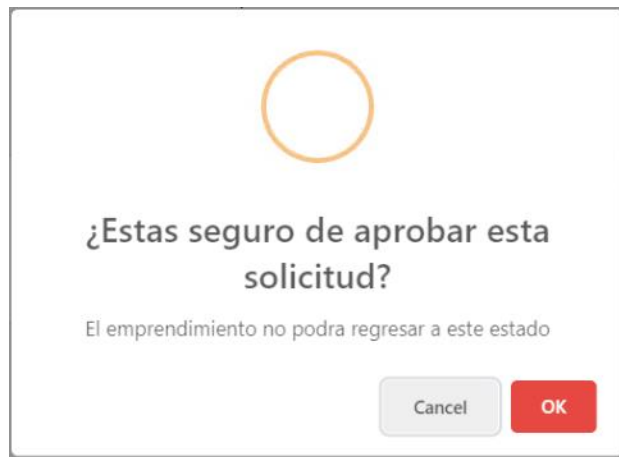 ¿Estas seguro de aprobar esta
solicitud?
El emprendimiento no podra regresar a este estado
Cancel
OK